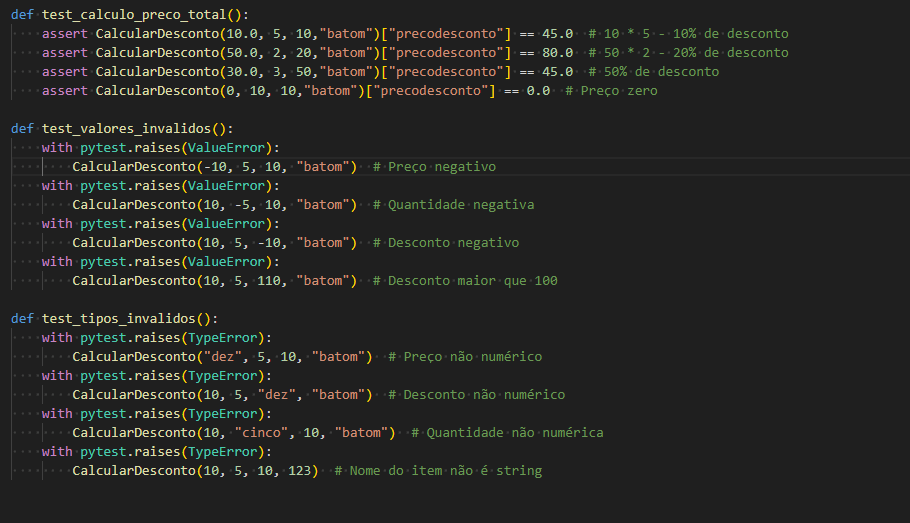 def test_calculo_preco_total():
    assert CalcularDesconto(10.0, 5, 10,"batom")["precodesconto"] == 45.0  # 10 * 5 - 10% de desconto
    assert CalcularDesconto(50.0, 2, 20,"batom")["precodesconto"] == 80.0  # 50 * 2 - 20% de desconto
    assert CalcularDesconto(30.0, 3, 50,"batom")["precodesconto"] == 45.0  # 50% de desconto
    assert CalcularDesconto(0, 10, 10,"batom")["precodesconto"] == 0.0  # Preço zero

def test_valores_invalidos():
    with pytest.raises(ValueError):
        CalcularDesconto(-10, 5, 10, "batom")  # Preço negativo
    with pytest.raises(ValueError):
        CalcularDesconto(10, -5, 10, "batom")  # Quantidade negativa
    with pytest.raises(ValueError):
        CalcularDesconto(10, 5, -10, "batom")  # Desconto negativo
    with pytest.raises(ValueError):
        CalcularDesconto(10, 5, 110, "batom")  # Desconto maior que 100

def test_tipos_invalidos():
    with pytest.raises(TypeError):
        CalcularDesconto("dez", 5, 10, "batom")  # Preço não numérico
    with pytest.raises(TypeError):
        CalcularDesconto(10, 5, "dez", "batom")  # Desconto não numérico
    with pytest.raises(TypeError):
        CalcularDesconto(10, "cinco", 10, "batom")  # Quantidade não numérica
    with pytest.raises(TypeError):
        CalcularDesconto(10, 5, 10, 123)  # Nome do item não é string